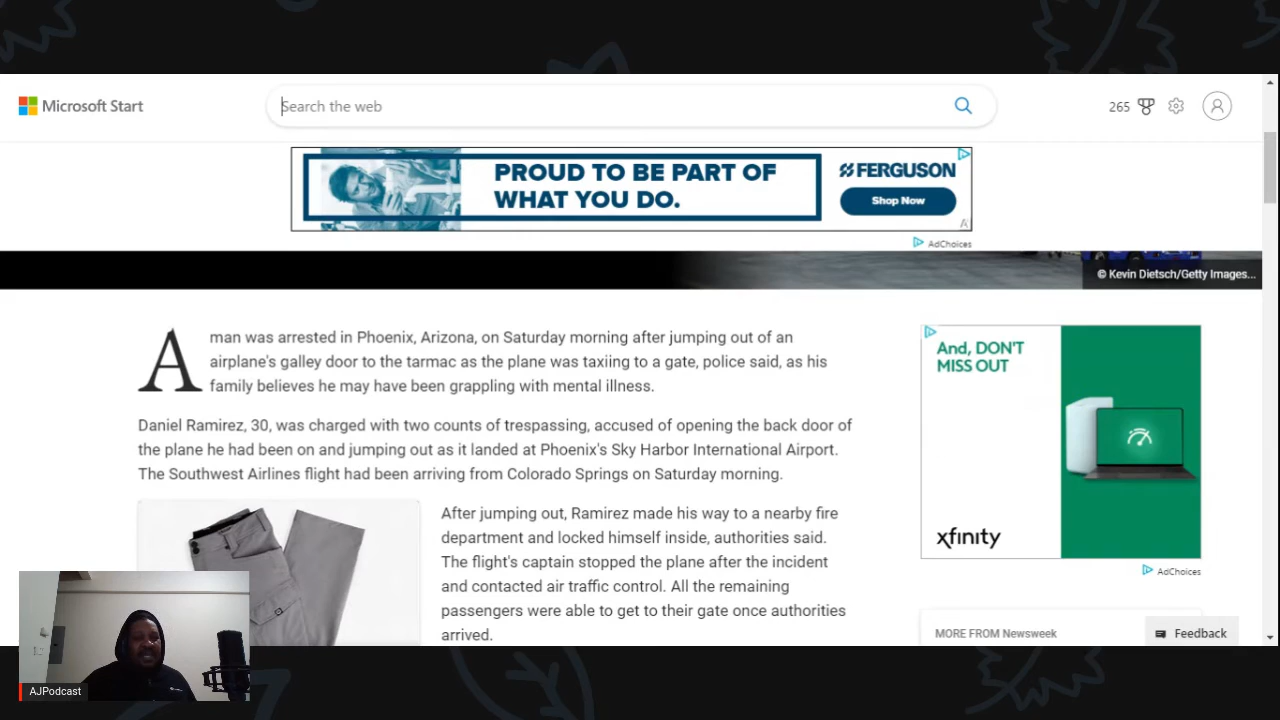 Microsoft Start
Search the web
265
PROUD TO BE PART OF
WHAT YOU DO.
FERGUSON
Shop Now
AdChoices
© Kevin Dietsch/Getty Images...
A man was arrested in Phoenix, Arizona, on Saturday morning after jumping out of an
airplane's galley door to the tarmac as the plane was taxiing to a gate, police said, as his
family believes he may have been grappling with mental illness.
Daniel Ramirez, 30, was charged with two counts of trespassing, accused of opening the back door of
the plane he had been on and jumping out as it landed at Phoenix's Sky Harbor International Airport.
The Southwest Airlines flight had been arriving from Colorado Springs on Saturday morning.
After jumping out, Ramirez made his way to a nearby fire
department and locked himself inside, authorities said.
The flight's captain stopped the plane after the incident
and contacted air traffic control. All the remaining
passengers were able to get to their gate once authorities
arrived.
And, DON'T
MISS OUT
xfinity
AdChoices
MORE FROM Newsweek
Feedback
AJPodcast